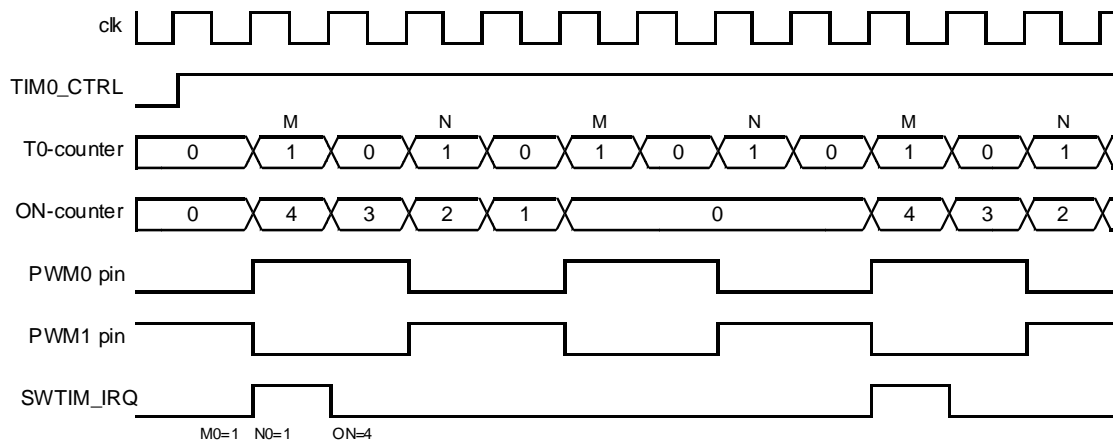 clk
TIM0_CTRL
M N M N M N
T0-counter 0 1 0 1 0 1 0 1 0 1 0 1
ON-counter 0 4 3 2 1 0 4 3 2
PWM0 pin
PWM1 pin
SWTIM_IRQ
M0=1 N0=1 ON=4